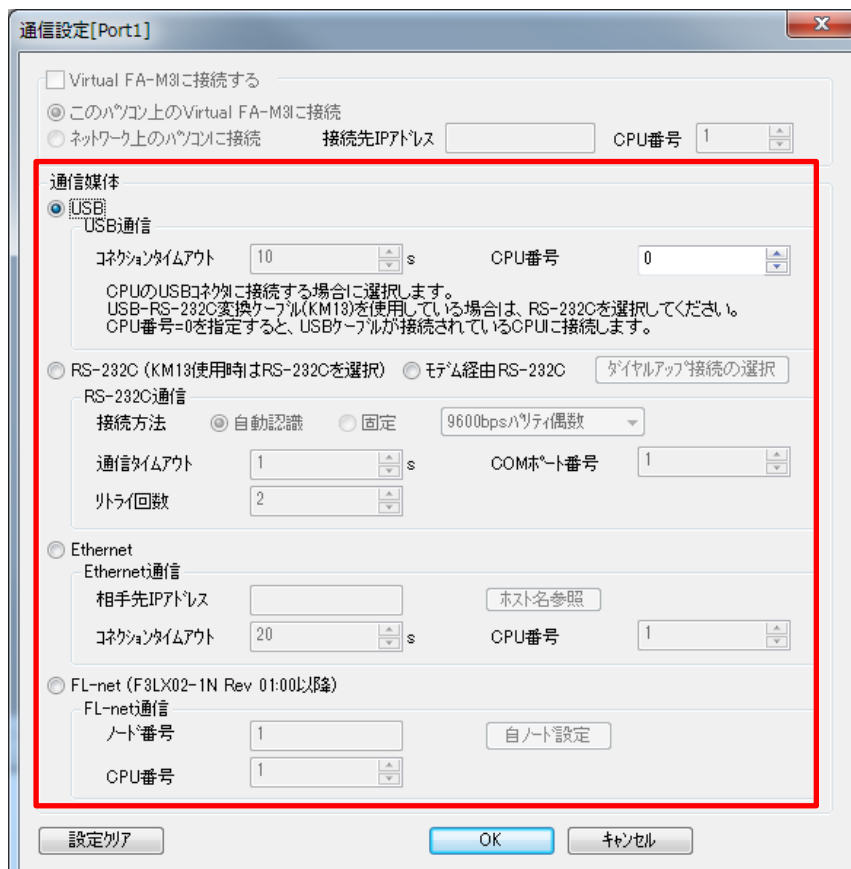 通信設定[Port1]
Virtual FA-M3に接続する
このパソコン上のVirtual FA-M3に接続
ネットワーク上のパソコンに接続 接続先IPアドレス CPU番号 1
通信媒体
USB
USB通信
コネクションタイムアウト 10 s CPU番号 0
CPUのUSBコネクタに接続する場合に選択します。
USB-RS-232C変換ケーブル(KM13)を使用している場合は、RS-232Cを選択してください。
CPU番号=0を指定すると、USBケーブルが接続されているCPUに接続します。
RS-232C (KM13使用時はRS-232Cを選択) モデム経由RS-232C ダイヤルアップ接続の選択
RS-232C通信
接続方法 自動認識 固定 9600bpsパリティ偶数
通信タイムアウト 1 s COMポート番号 1
リトライ回数 2
Ethernet
Ethernet通信
相手先IPアドレス ホスト名参照
コネクションタイムアウト 20 s CPU番号 1
FL-net (F3LX02-1N Rev 01:00以降)
FL-net通信
ノード番号 1 自ノード設定
CPU番号 1
設定クリア OK キャンセル